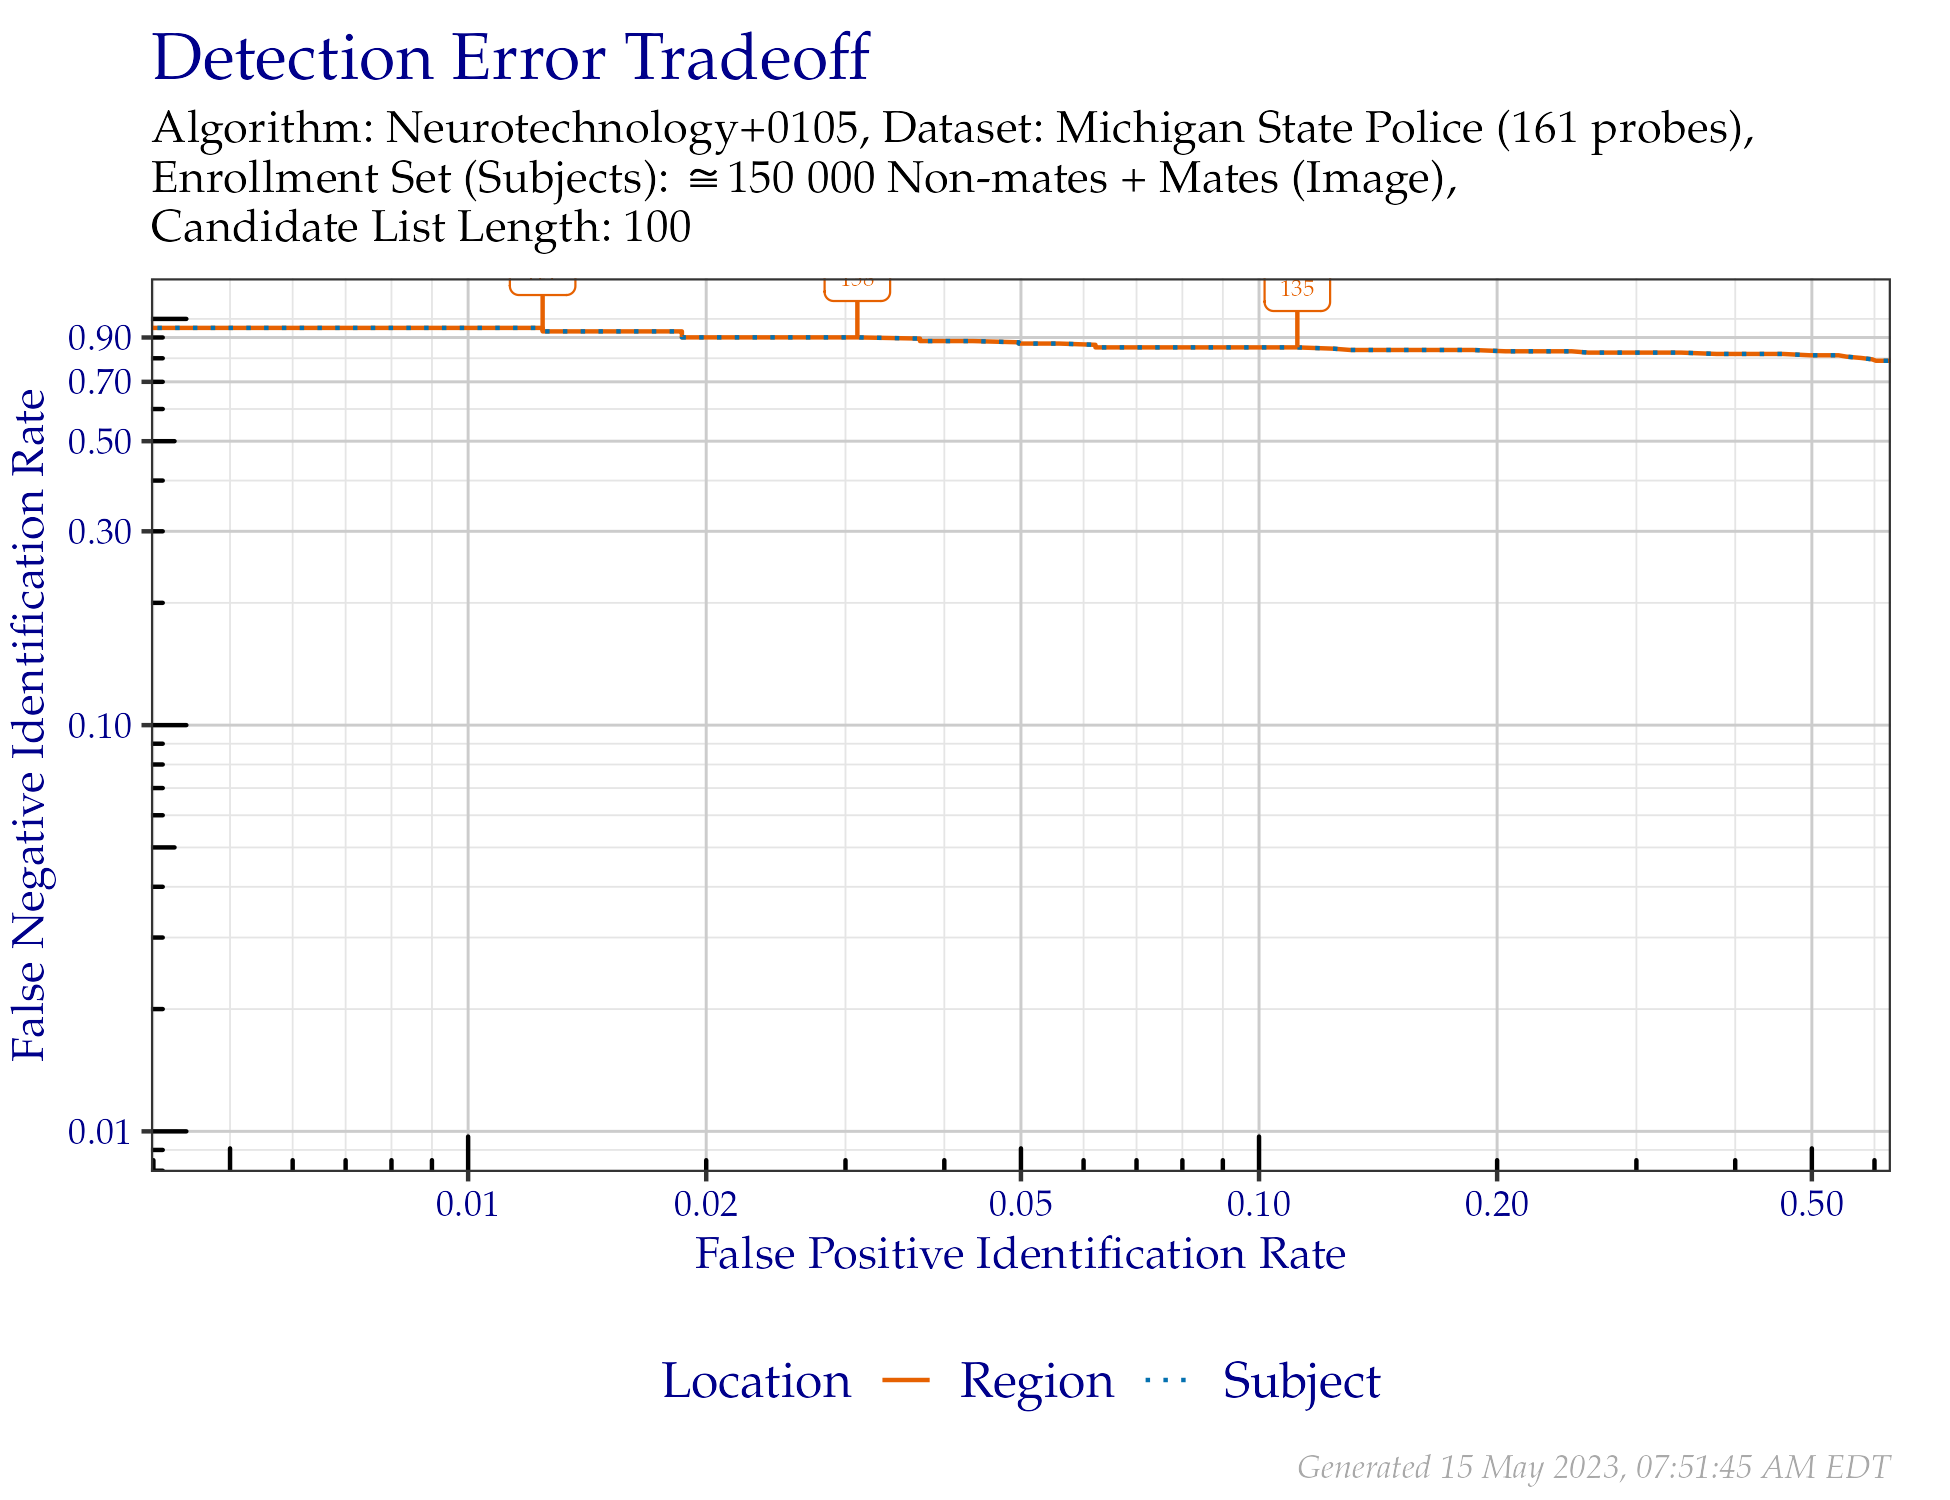 Detection Error Tradeoff
Algorithm: Neurotechnology+0105, Dataset: Michigan State Police (161 probes),
Enrollment Set (Subjects): ≅ 150 000 Non-mates + Mates (Image),
Candidate List Length: 100
135
0.90
0.70
0.50
0.30
0.10
0.01
False Negative Identification Rate
0.01 0.02 0.05 0.10 0.20 0.50
False Positive Identification Rate
Location Region Subject
Generated 15 May 2023, 07:51:45 AM EDT